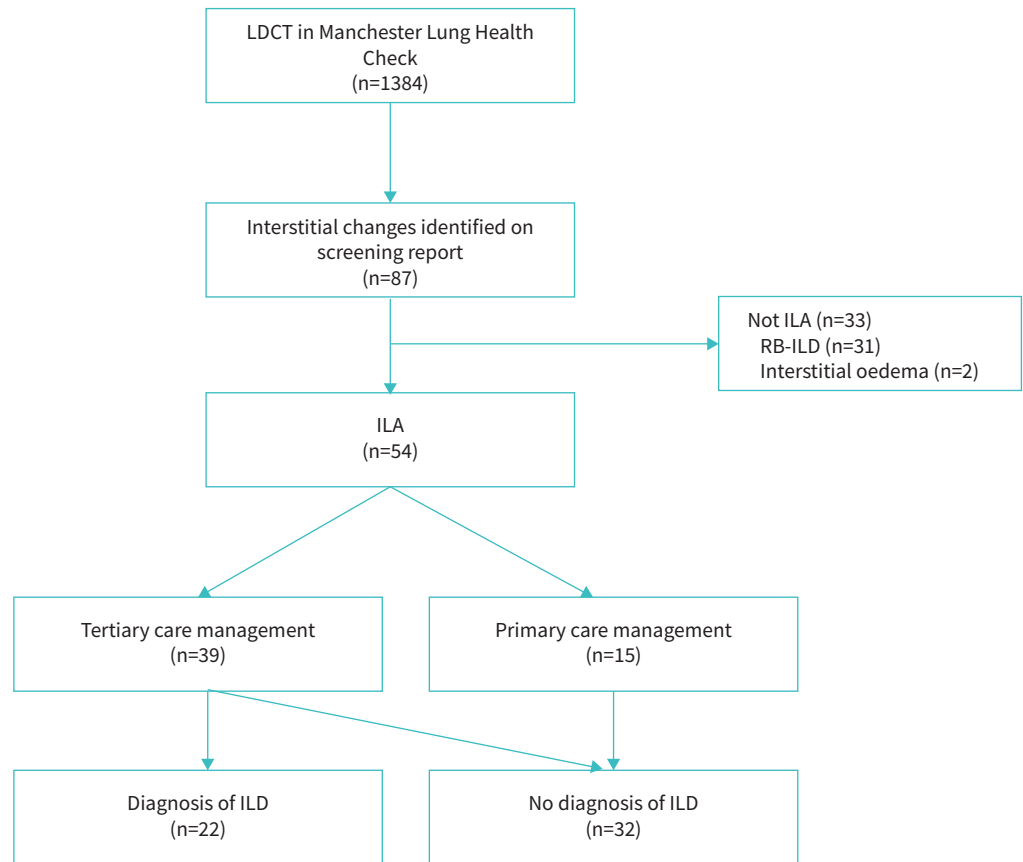 LDCT in Manchester Lung Health
Check
(n=1384)
Interstitial changes identified on
screening report
(n=87)
Not ILA (n=33)
RB-ILD (n=31)
Interstitial oedema (n=2)
ILA
(n=54)
Tertiary care management
(n=39)
Primary care management
(n=15)
Diagnosis of ILD
(n=22)
No diagnosis of ILD
(n=32)